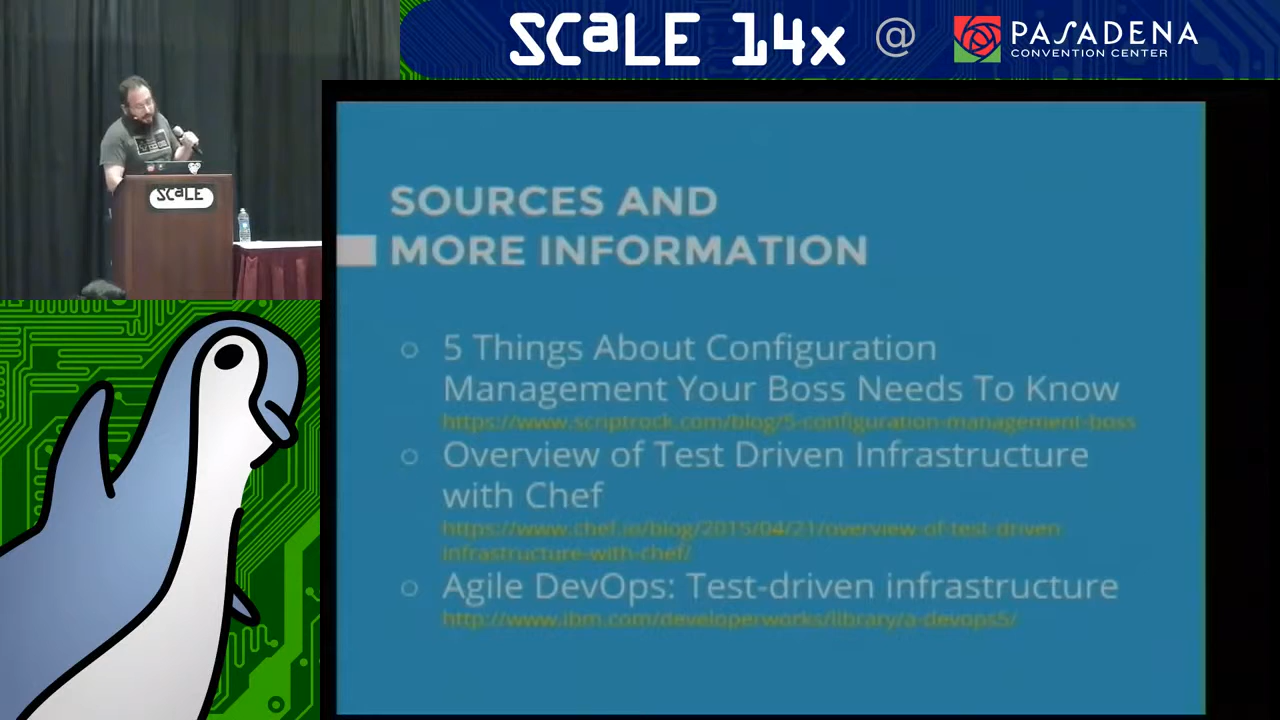 SCaLE 14x @ PASADENA
CONVENTION CENTER
SCaLE
SOURCES AND
MORE INFORMATION
5 Things About Configuration
Management Your Boss Needs To Know
https://www.scriptrock.com/blog/5-configuration-management-boss
Overview of Test Driven Infrastructure
with Chef
https://www.chef.io/blog/2015/04/21/overview-of-test-driven
infrastructure-with-chef/
Agile DevOps: Test-driven infrastructure
http://www.ibm.com/developerworks/library/a-devops5/